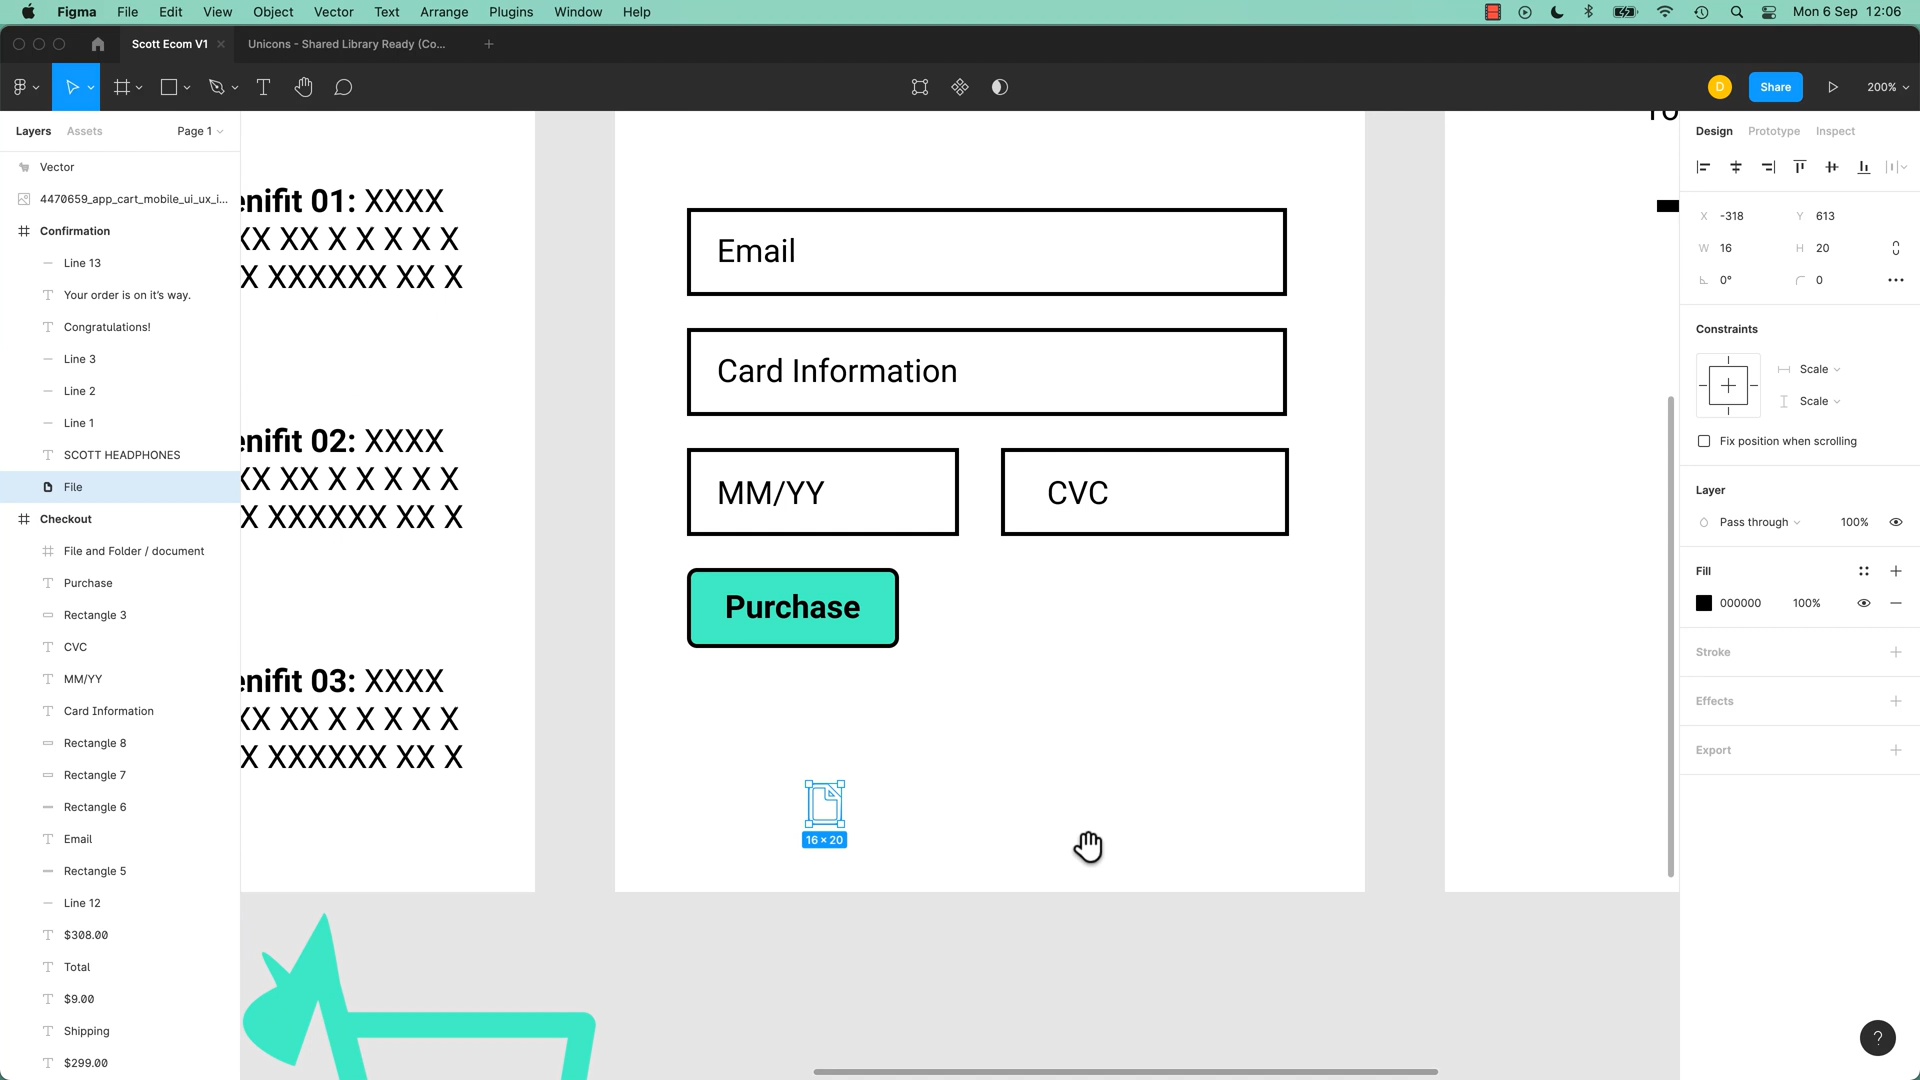 Figma File Edit View Object Vector Text Arrange Plugins Window Help Mon 6 Sep 12:06
Scott Ecom V1 Unicons - Shared Library Ready (Co...
D Share 200%
Layers Assets Page 1
Vector
4470659_app_cart_mobile_ui_ux_i...
Confirmation
Line 13
Your order is on it's way.
Congratulations!
Line 3
Line 2
Line 1
SCOTT HEADPHONES
File
Checkout
File and Folder / document
Purchase
Rectangle 3
CVC
MM/YY
Card Information
Rectangle 8
Rectangle 7
Rectangle 6
Email
Rectangle 5
Line 12
$308.00
Total
$9.00
Shipping
$299.00
enifit 01: XXXX
XX XX X X X X X
X XXXXXX XX X
enifit 02: XXXX
XX XX X X X X X
X XXXXXX XX X
enifit 03: XXXX
XX XX X X X X X
X XXXXXX XX X
Email
Card Information
MM/YY
CVC
Purchase
16 × 20
Design Prototype Inspect
X -318 Y 613
W 16 H 20
0° 0
Constraints
Scale
Scale
Fix position when scrolling
Layer
Pass through 100%
Fill
000000 100%
Stroke
Effects
Export
?